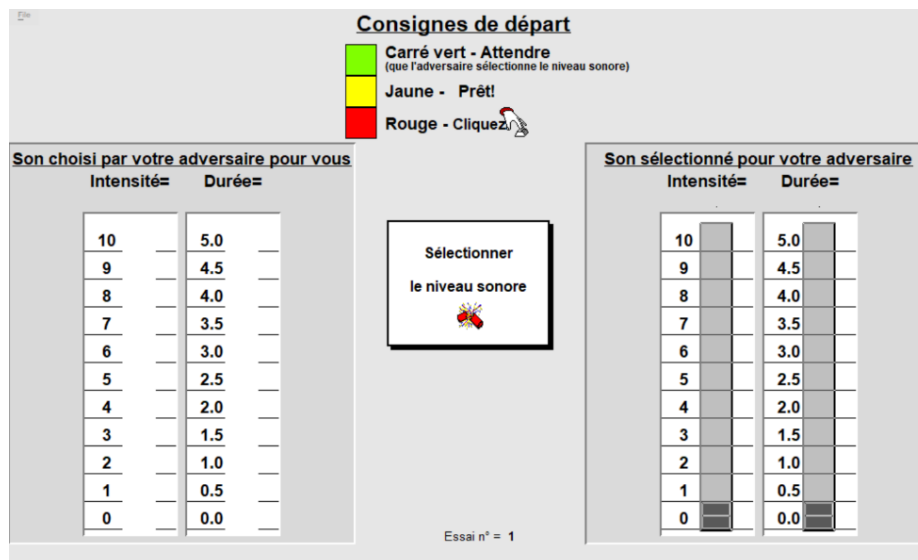 File
Consignes de départ
Carré vert - Attendre
(que l'adversaire sélectionne le niveau sonore)
Jaune - Prêt!
Rouge - Cliquez
Son choisi par votre adversaire pour vous
Intensité= Durée=
10 5.0
9 4.5
8 4.0
7 3.5
6 3.0
5 2.5
4 2.0
3 1.5
2 1.0
1 0.5
0 0.0
Sélectionner
le niveau sonore
Essai n° = 1
Son sélectionné pour votre adversaire
Intensité= Durée=
10 5.0
9 4.5
8 4.0
7 3.5
6 3.0
5 2.5
4 2.0
3 1.5
2 1.0
1 0.5
0 0.0